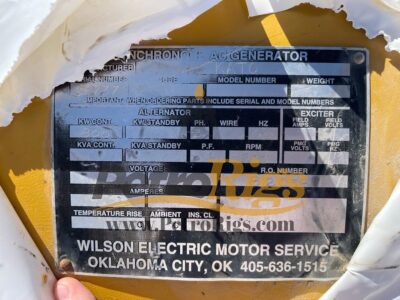 SYNCHRONOUS AC GENERATOR
MODEL NUMBER WEIGHT
IMPORTANT WHEN ORDERING PARTS INCLUDE SERIAL AND MODEL NUMBERS
ALTERNATOR EXCITER
KW CONT. KW STANDBY PH. WIRE HZ FIELD AMPS. FIELD VOLTS
KVA CONT. KVA STANDBY P.F. RPM PMG VOLTS PMG HZ
VOLTAGE R.O. NUMBER
PetroRigs
AMPERES
TEMPERATURE RISE AMBIENT INS. CL.
www.PetroRigs.com
WILSON ELECTRIC MOTOR SERVICE
OKLAHOMA CITY, OK 405-636-1515